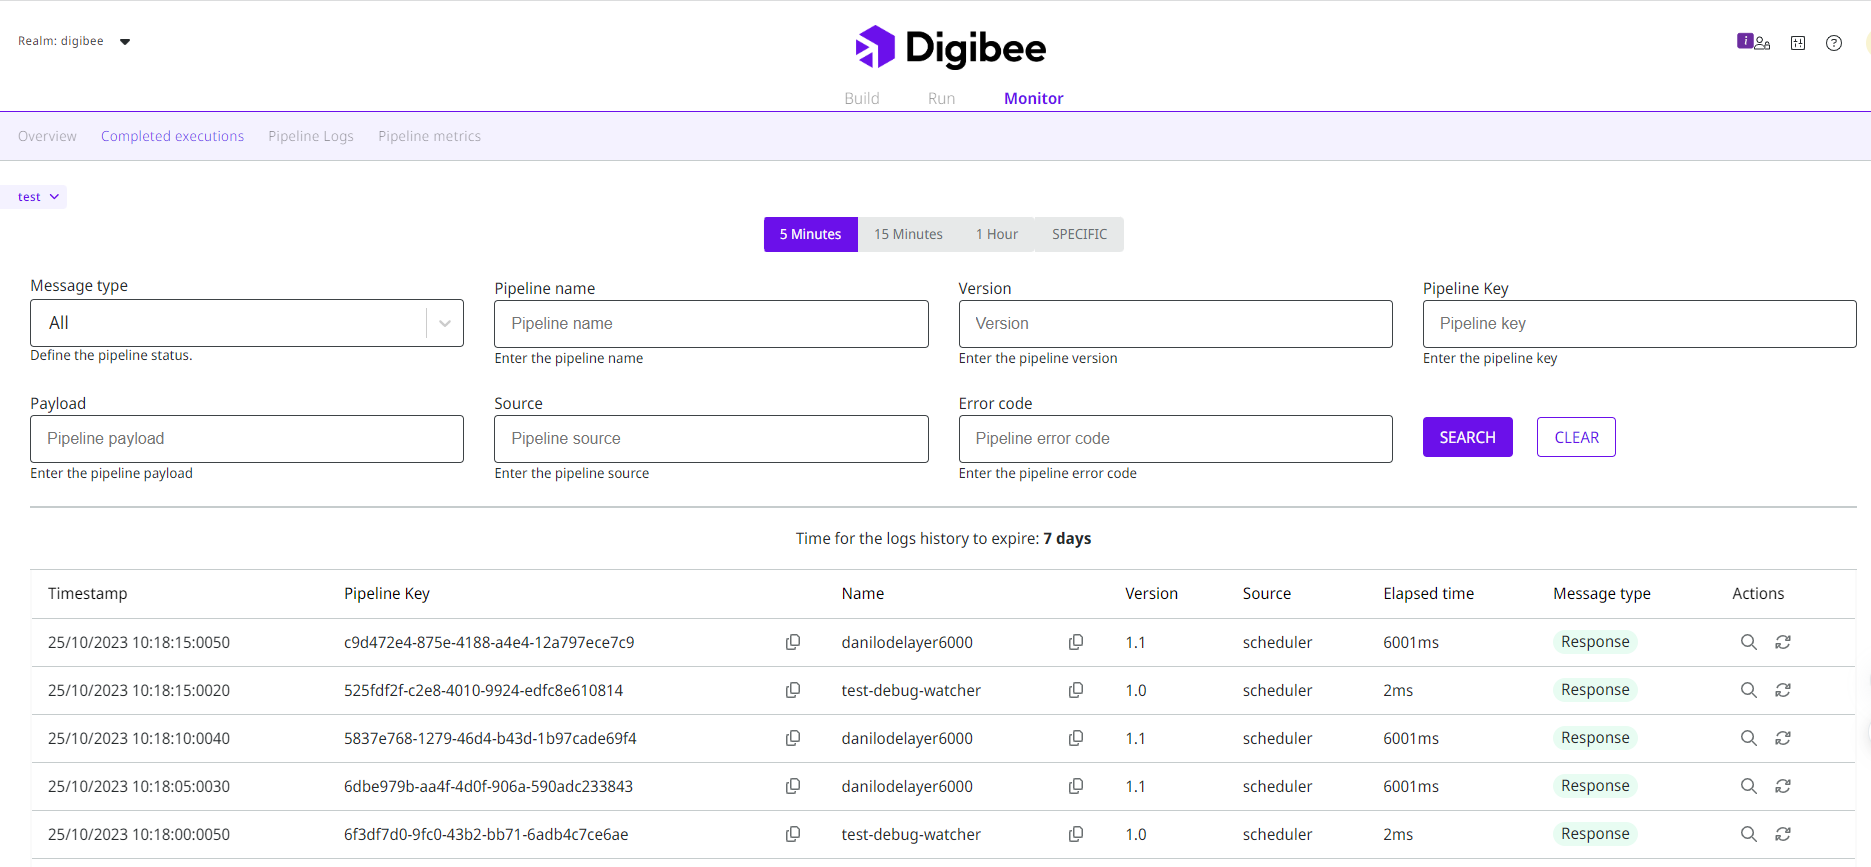 Realm: digibee
Digibee
i
Build Run Monitor
Overview Completed executions Pipeline Logs Pipeline metrics
test
5 Minutes 15 Minutes 1 Hour SPECIFIC
Message type Pipeline name Version Pipeline Key
All Pipeline name Version Pipeline key
Define the pipeline status. Enter the pipeline name Enter the pipeline version Enter the pipeline key
Payload Source Error code
Pipeline payload Pipeline source Pipeline error code SEARCH CLEAR
Enter the pipeline payload Enter the pipeline source Enter the pipeline error code
Time for the logs history to expire: 7 days
Timestamp Pipeline Key Name Version Source Elapsed time Message type Actions
25/10/2023 10:18:15:0050 c9d472e4-875e-4188-a4e4-12a797ece7c9 danilodelayer6000 1.1 scheduler 6001ms Response
25/10/2023 10:18:15:0020 525fdf2f-c2e8-4010-9924-edfc8e610814 test-debug-watcher 1.0 scheduler 2ms Response
25/10/2023 10:18:10:0040 5837e768-1279-46d4-b43d-1b97cade69f4 danilodelayer6000 1.1 scheduler 6001ms Response
25/10/2023 10:18:05:0030 6dbe979b-aa4f-4d0f-906a-590adc233843 danilodelayer6000 1.1 scheduler 6001ms Response
25/10/2023 10:18:00:0050 6f3df7d0-9fc0-43b2-bb71-6adb4c7ce6ae test-debug-watcher 1.0 scheduler 2ms Response